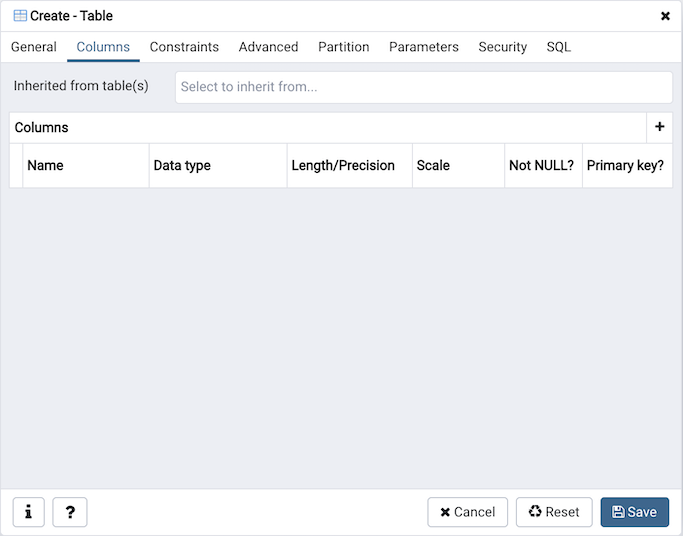 Create - Table
General Columns Constraints Advanced Partition Parameters Security SQL
Inherited from table(s) Select to inherit from...
Columns
Name Data type Length/Precision Scale Not NULL? Primary key?
i ? Cancel Reset Save